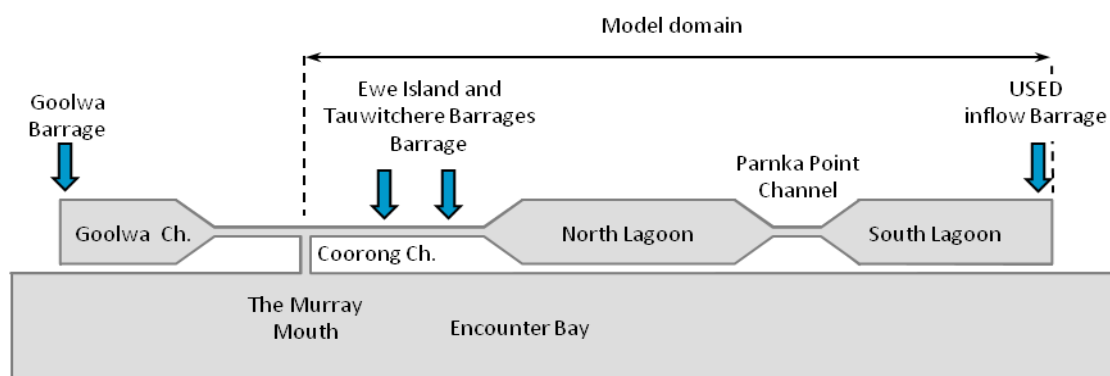 Model domain
Ewe Island and
Tauwitchere Barrages
Barrage
Goolwa
Barrage
USED
inflow Barrage
Parnka Point
Channel
Goolwa Ch.
North Lagoon
South Lagoon
Coorong Ch.
The Murray
Mouth
Encounter Bay